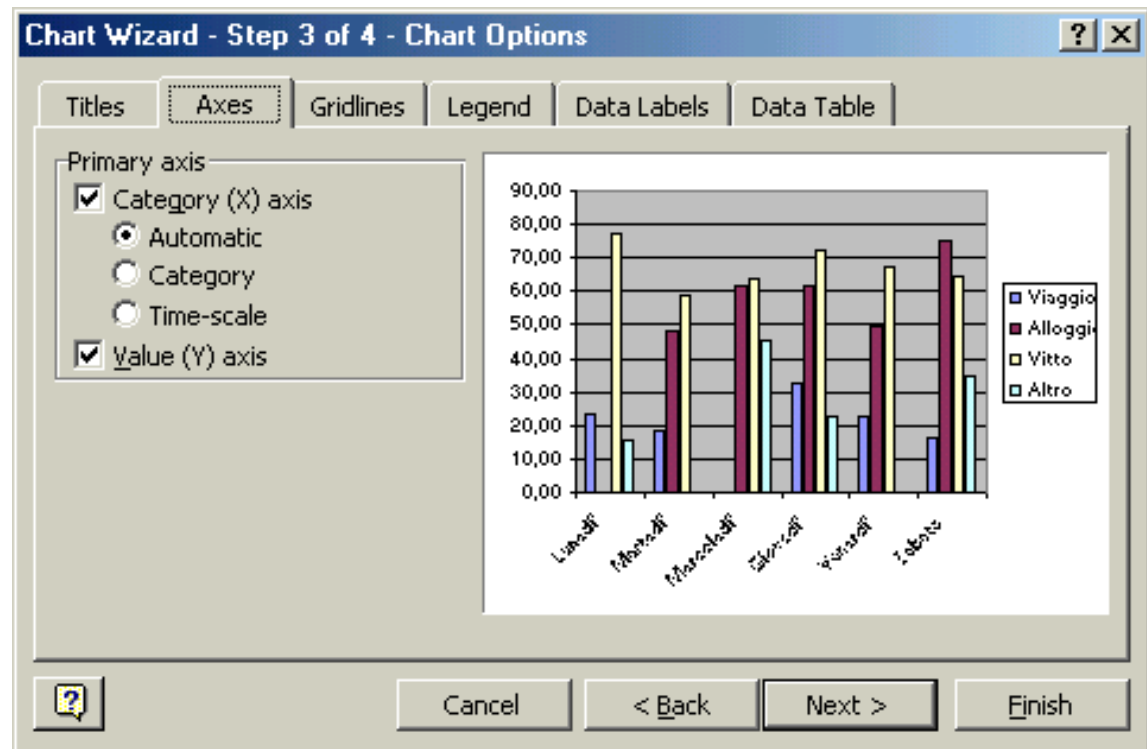 Chart Wizard - Step 3 of 4 - Chart Options
Titles
Axes
Gridlines
Legend
Data Labels
Data Table
Primary axis
Category (X) axis
Automatic
Category
Time-scale
Value (Y) axis
90,00
80,00
70,00
60,00
50,00
40,00
30,00
20,00
10,00
0,00
Lunedì
Martedì
Mercoledì
Giovedì
Venerdì
Sabato
Viaggio
Alloggi
Vitto
Altro
Cancel
< Back
Next >
Finish